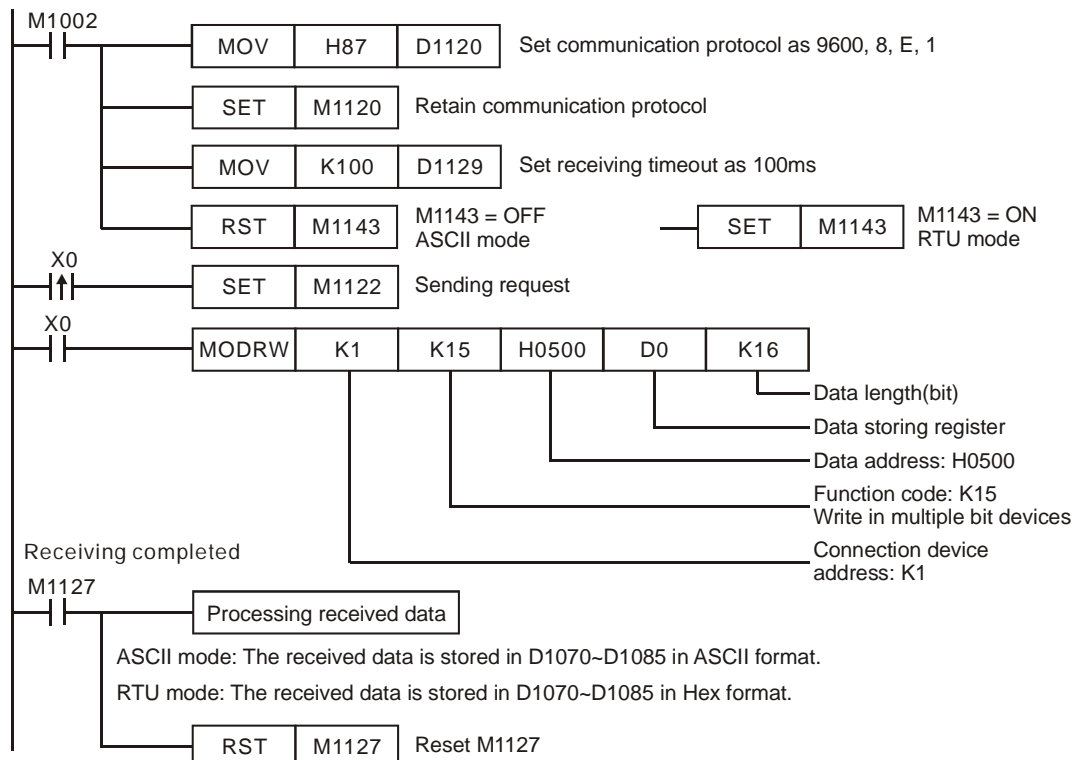 M1002
MOV H87 D1120 Set communication protocol as 9600, 8, E, 1
SET M1120 Retain communication protocol
MOV K100 D1129 Set receiving timeout as 100ms
RST M1143 M1143 = OFF
ASCII mode
SET M1143 M1143 = ON
RTU mode
X0
SET M1122 Sending request
X0
MODRW K1 K15 H0500 D0 K16
Data length(bit)
Data storing register
Data address: H0500
Function code: K15
Write in multiple bit devices
Connection device
address: K1
Receiving completed
M1127
Processing received data
ASCII mode: The received data is stored in D1070~D1085 in ASCII format.
RTU mode: The received data is stored in D1070~D1085 in Hex format.
RST M1127 Reset M1127